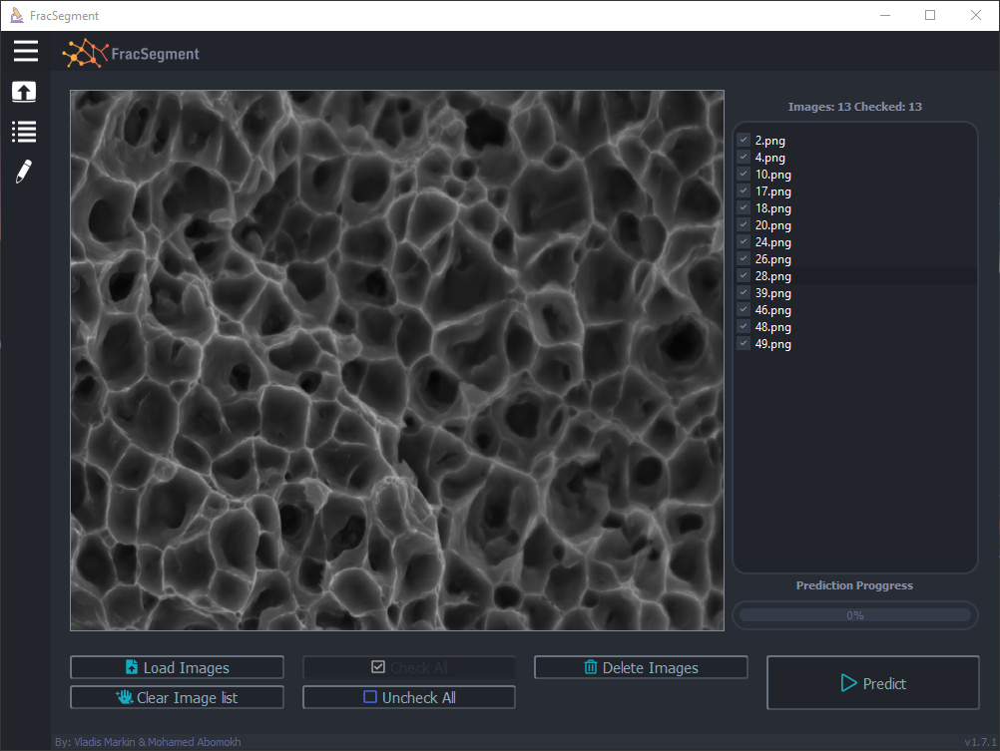 FracSegment
FracSegment
Images: 13 Checked: 13
2.png
4.png
10.png
17.png
18.png
20.png
24.png
26.png
28.png
39.png
46.png
48.png
49.png
Prediction Proggress
0%
Load Images
Check All
Delete Images
Predict
Clear Image list
Uncheck All
By: Vladis Markin & Mohamed Abomokh
v1.7.1